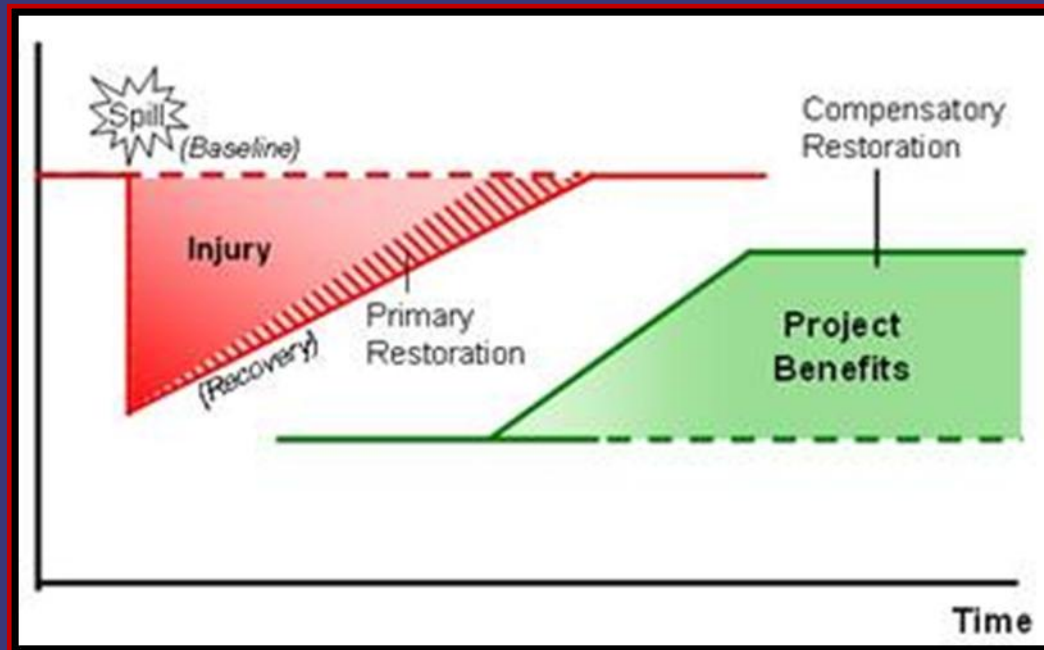 Spill
(Baseline)
Compensatory
Restoration
Injury
Primary
Restoration
(Recovery)
Project
Benefits
Time